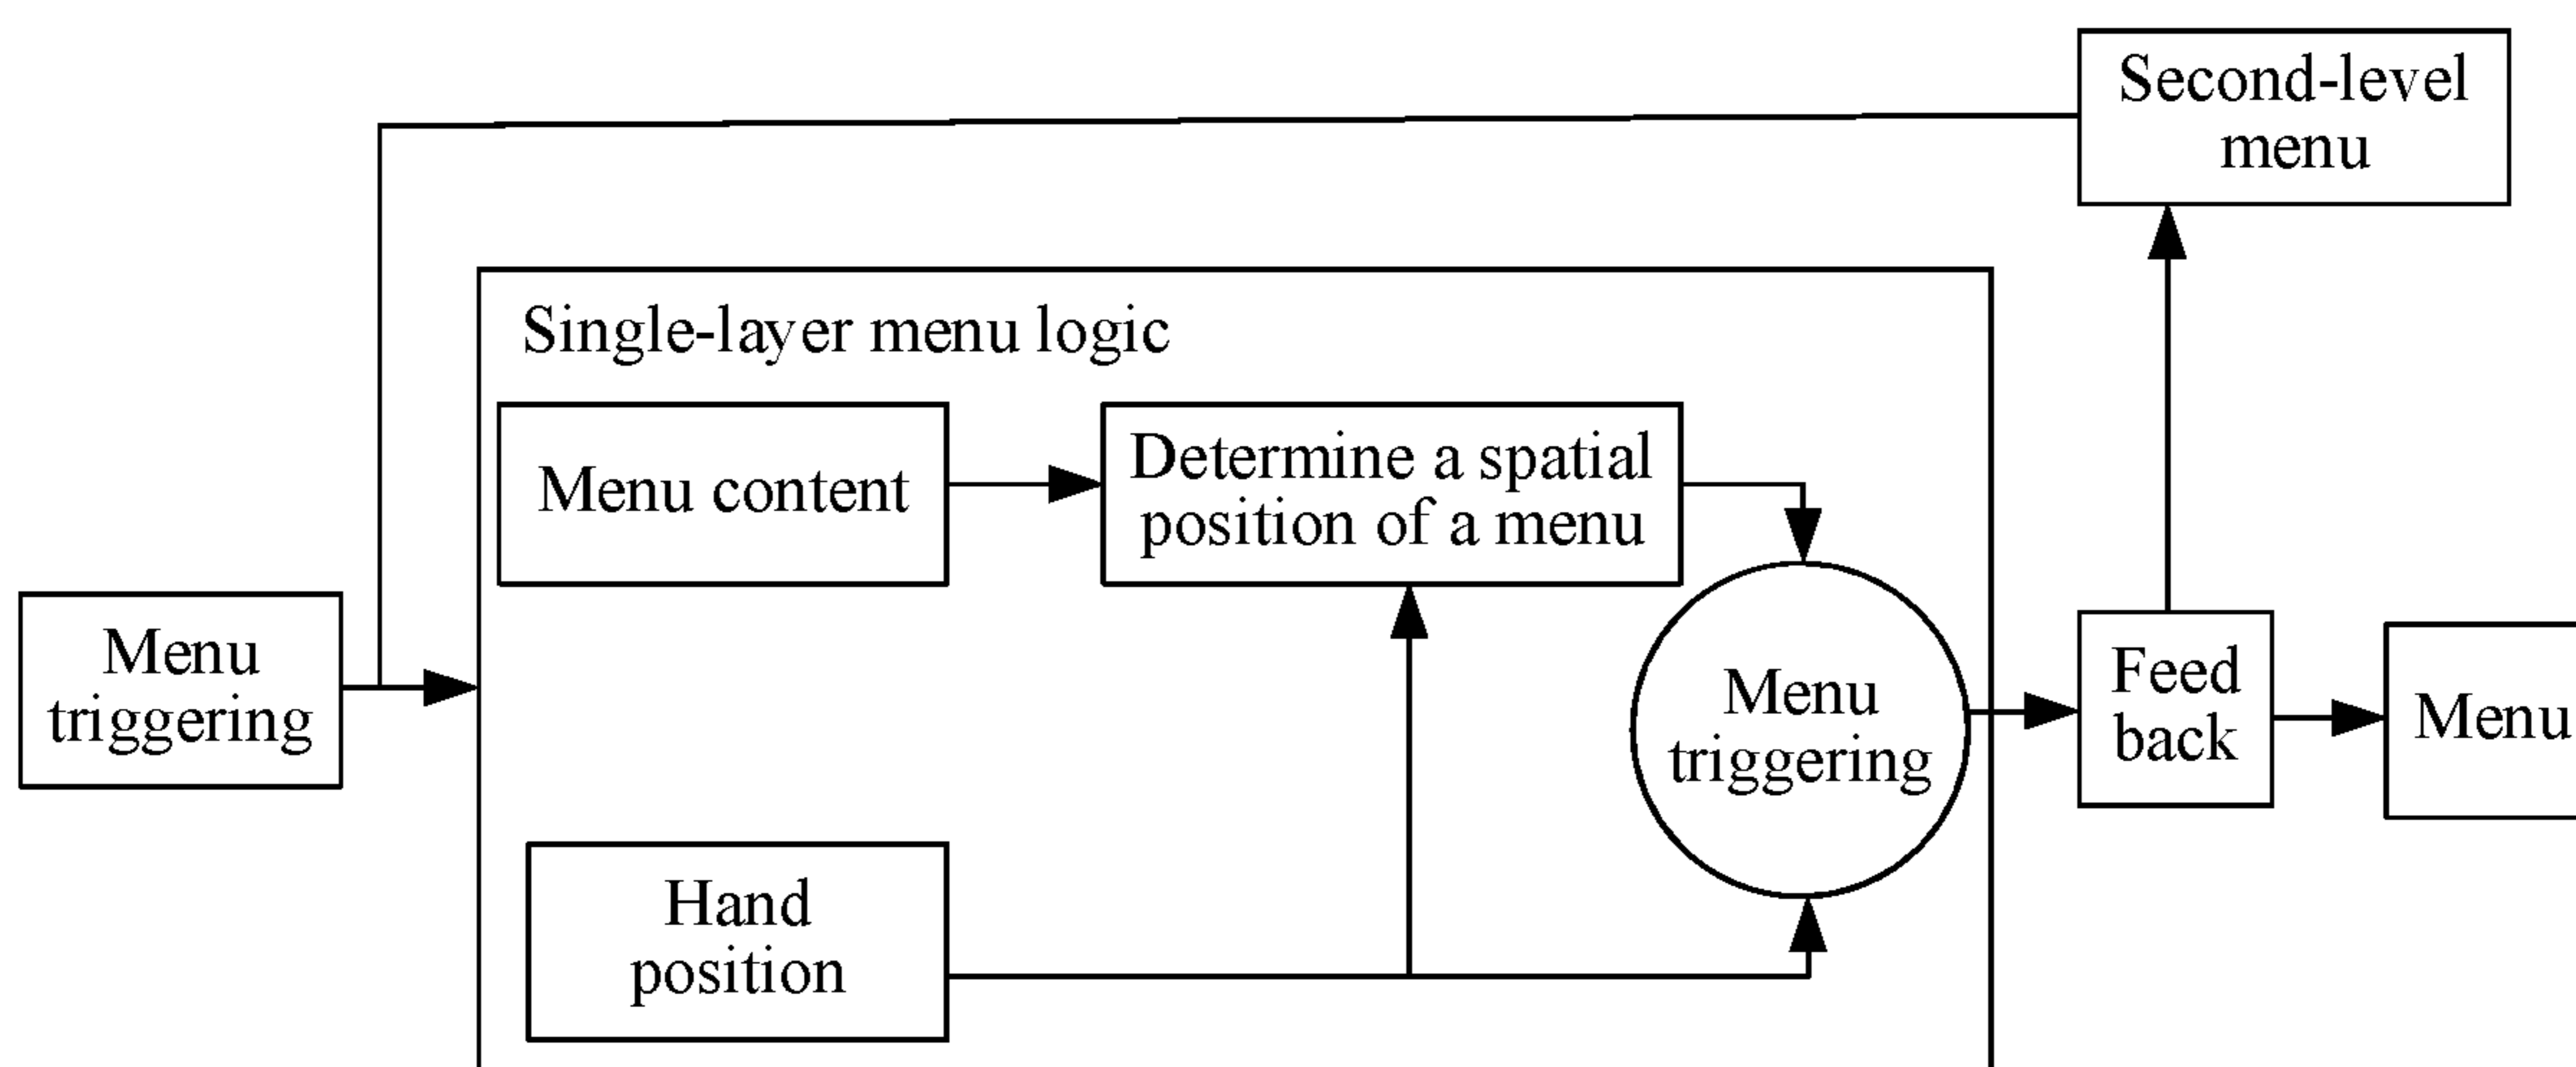 Second-level
menu
Single-layer menu logic
Menu content
Determine a spatial
position of a menu
Menu
triggering
Menu
triggering
Feed
back
Menu
Hand
position